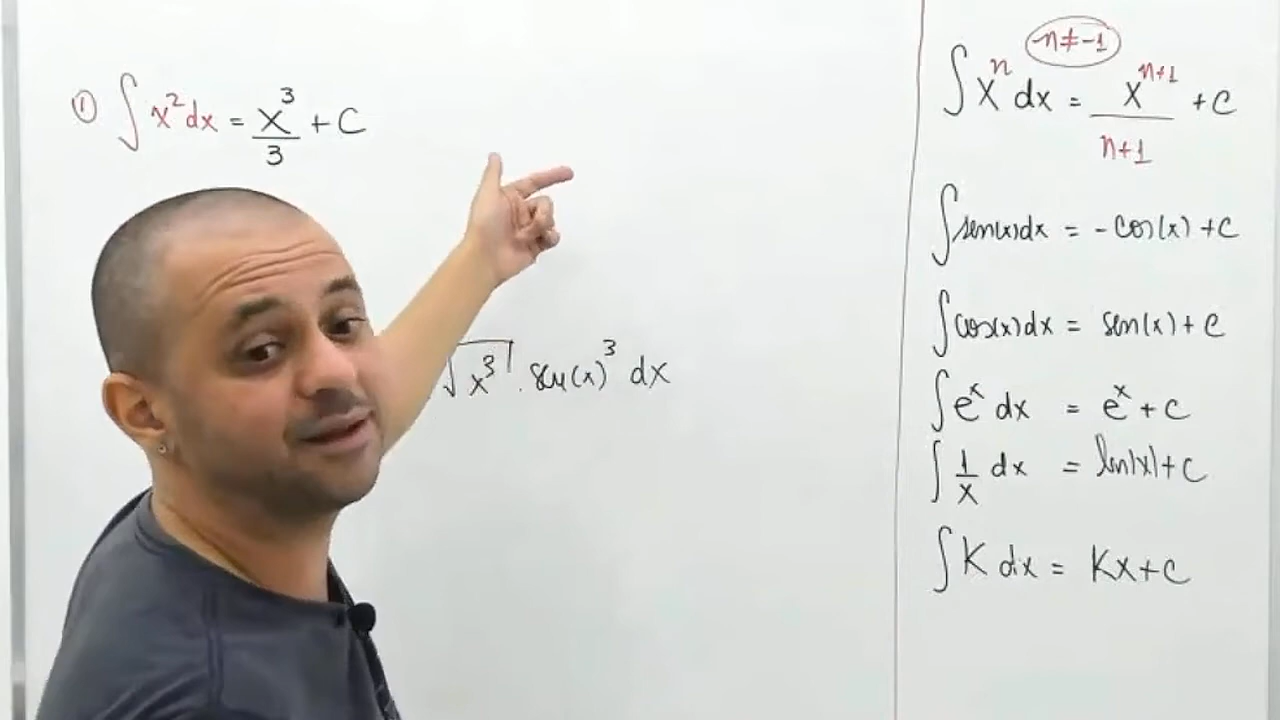 ① ∫ x² dx = x³/3 + C
√x³ . sen(x)³ dx
n ≠ -1
∫ xⁿ dx = xⁿ⁺¹/n+1 + C
∫ sen(x)dx = - cos(x) + C
∫ cos(x)dx = sen(x) + C
∫ eˣ dx = eˣ + C
∫ 1/x dx = ln|x| + C
∫ K dx = Kx + C